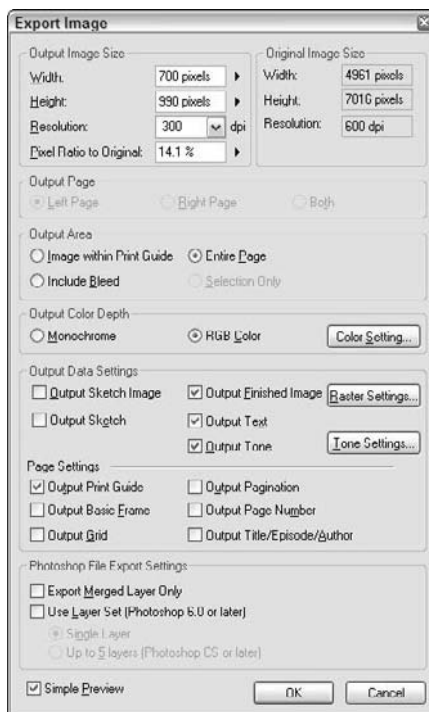 Export Image
Output Image Size
Width: 700 pixels
Height: 990 pixels
Resolution: 300 dpi
Pixel Ratio to Original: 14.1 %
Original Image Size
Width: 4961 pixels
Height: 7016 pixels
Resolution: 600 dpi
Output Page
Left Page Right Page Both
Output Area
Image within Print Guide Entire Page
Include Bleed Selection Only
Output Color Depth
Monochrome RGB Color Color Setting...
Output Data Settings
Output Sketch Image Output Finished Image Raster Settings...
Output Sketch Output Text
Output Tone Tone Settings...
Page Settings
Output Print Guide Output Pagination
Output Basic Frame Output Page Number
Output Grid Output Title/Episode/Author
Photoshop File Export Settings
Export Merged Layer Only
Use Layer Set (Photoshop 6.0 or later)
Single Layer
Up to 5 layers (Photoshop CS or later)
Simple Preview OK Cancel